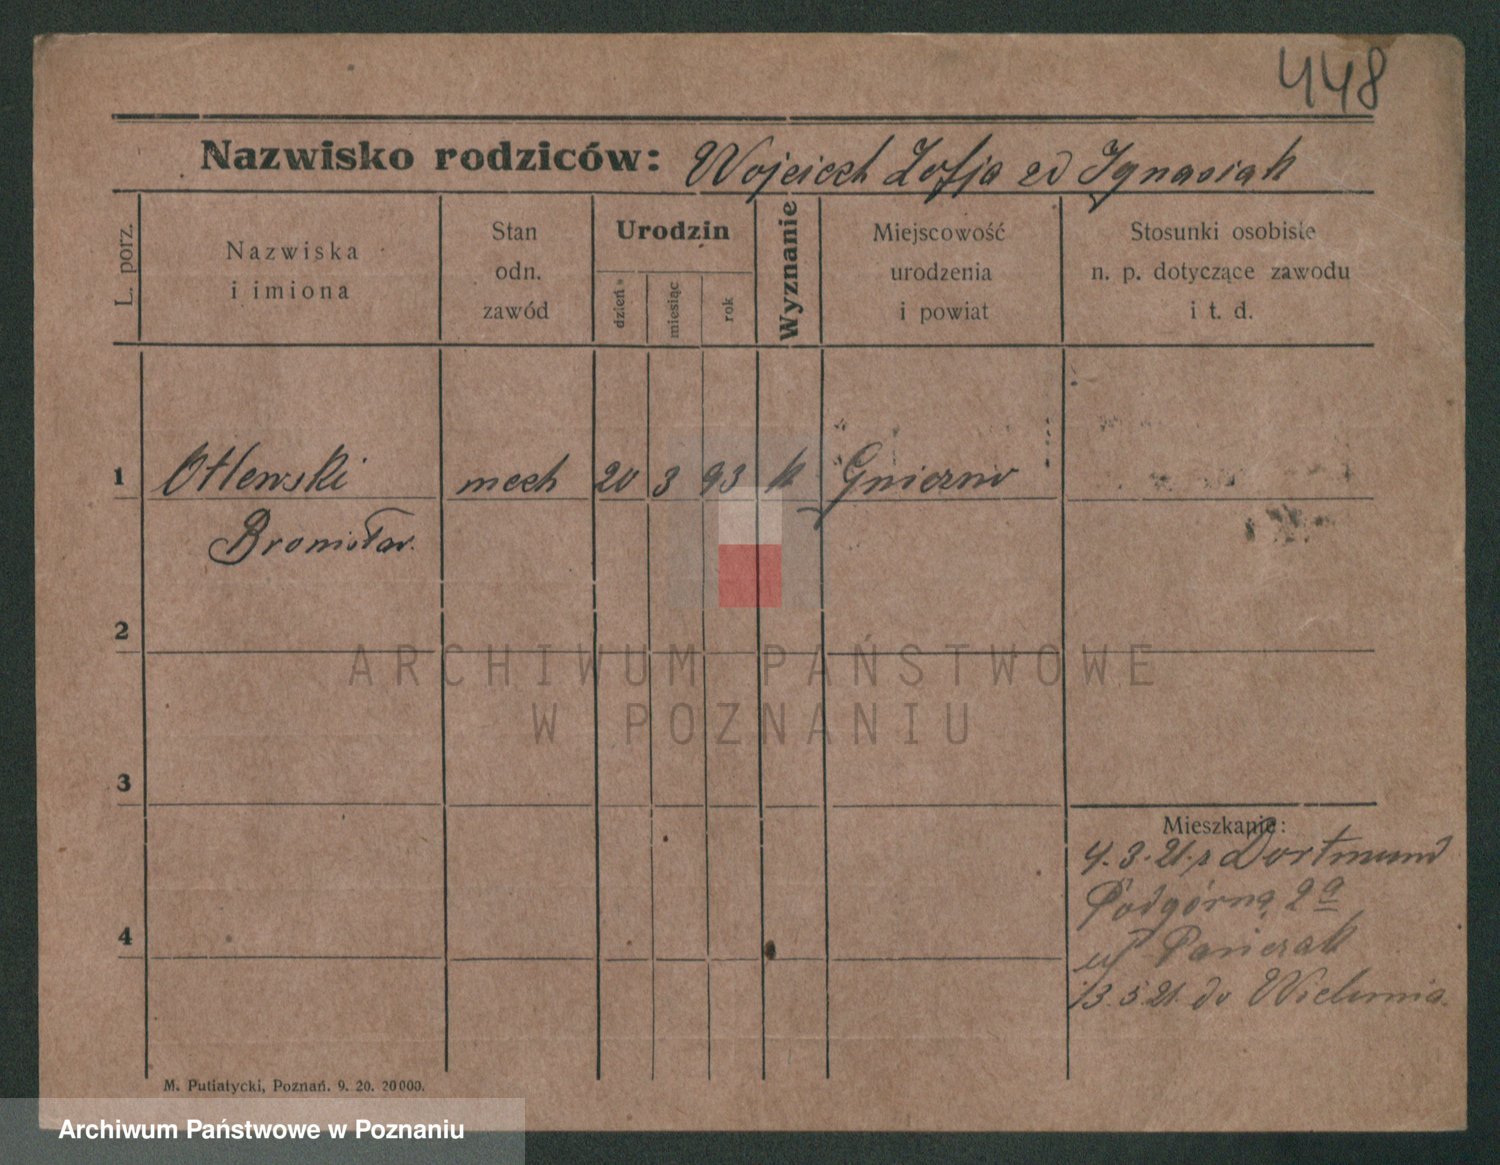 448
Nazwisko rodziców: Wojciech Zofja zd Ignasiak
L. porz.
Nazwiska
i imiona
Stan
odn.
zawód
Urodzin
dzień
miesiąc
rok
Wyznanie
Miejscowość
urodzenia
i powiat
Stosunki osobiste
n. p. dotyczące zawodu
i t. d.
1 Otlewski mech 20 3 93 k Gniezno
Bronisław.
2
ARCHIWUM PAŃSTWOWE
W POZNANIU
3
Mieszkanie:
4.3.21. z Dortmund
Podgórna 2a
4
13.5.21. do Wielunia.
M. Putiatycki, Poznań. 9. 20. 20000.
Archiwum Państwowe w Poznaniu